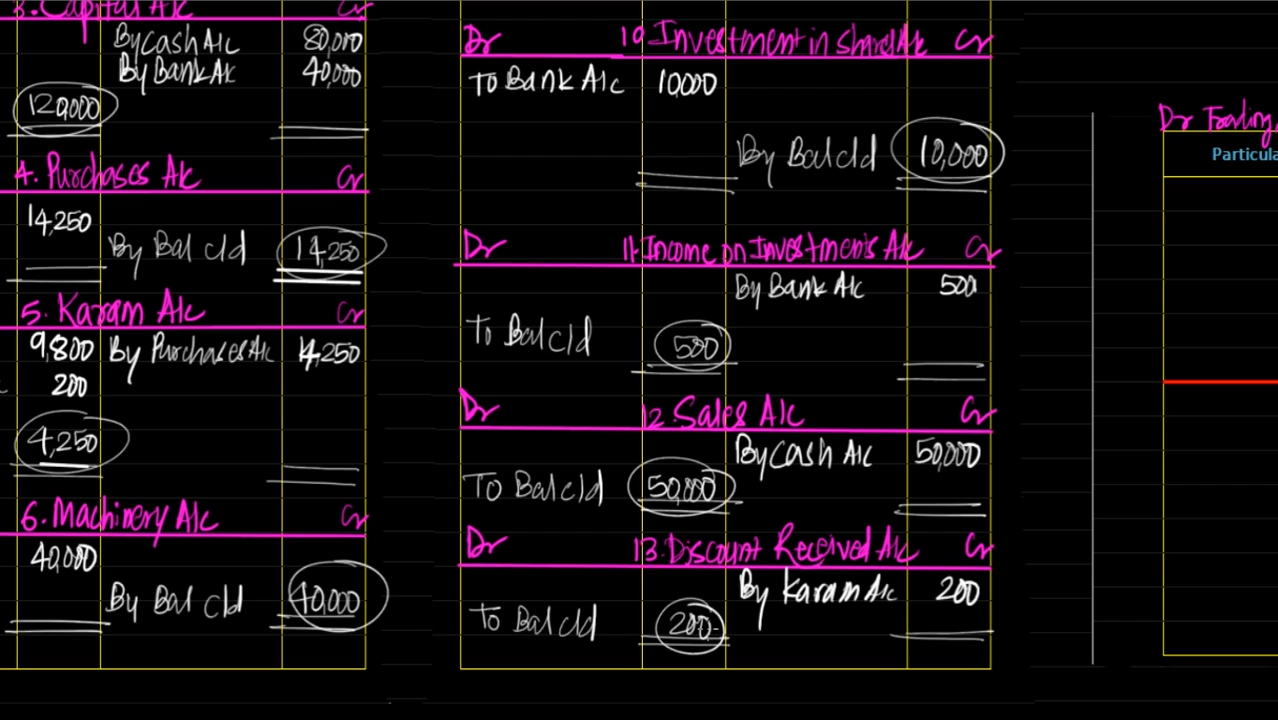 3. Capital A/c Cr
By Cash A/c 80,000
By Bank A/c 40,000
120,000
4. Purchases A/c Cr
14,250
By Bal c/d 14,250
5. Karam A/c Cr
9,800 By Purchases A/c 14,250
200
4,250
6. Machinery A/c Cr
40,000
By Bal c/d 40,000
Dr 10. Investment in Shares A/c Cr
To Bank A/c 10,000
By Bal c/d 10,000
Dr 11. Income on Investments A/c Cr
By Bank A/c 500
To Bal c/d 500
Dr 12. Sales A/c Cr
By Cash A/c 50,000
To Bal c/d 50,000
Dr 13. Discount Received A/c Cr
By Karam A/c 200
To Bal c/d 200
Dr Trading
Particula